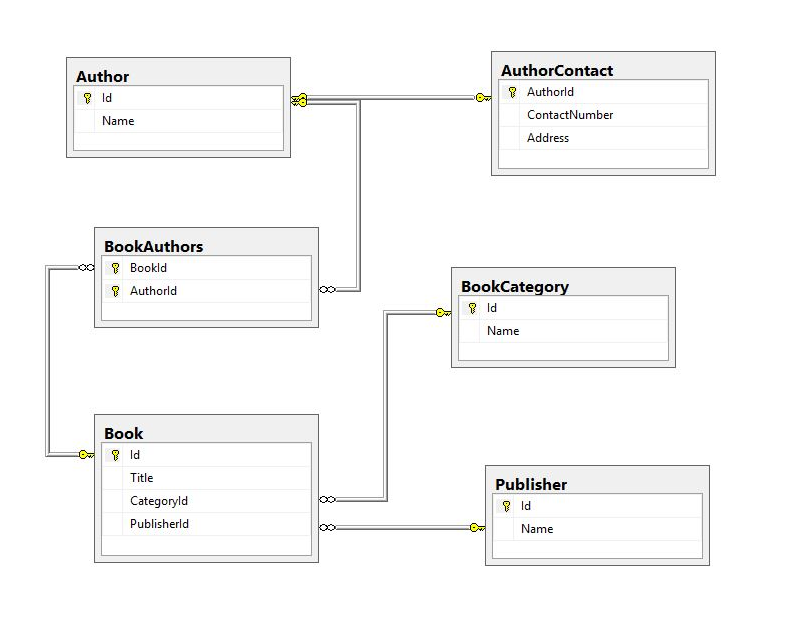 Author
Id
Name
AuthorContact
AuthorId
ContactNumber
Address
BookAuthors
BookId
AuthorId
BookCategory
Id
Name
Book
Id
Title
CategoryId
PublisherId
Publisher
Id
Name